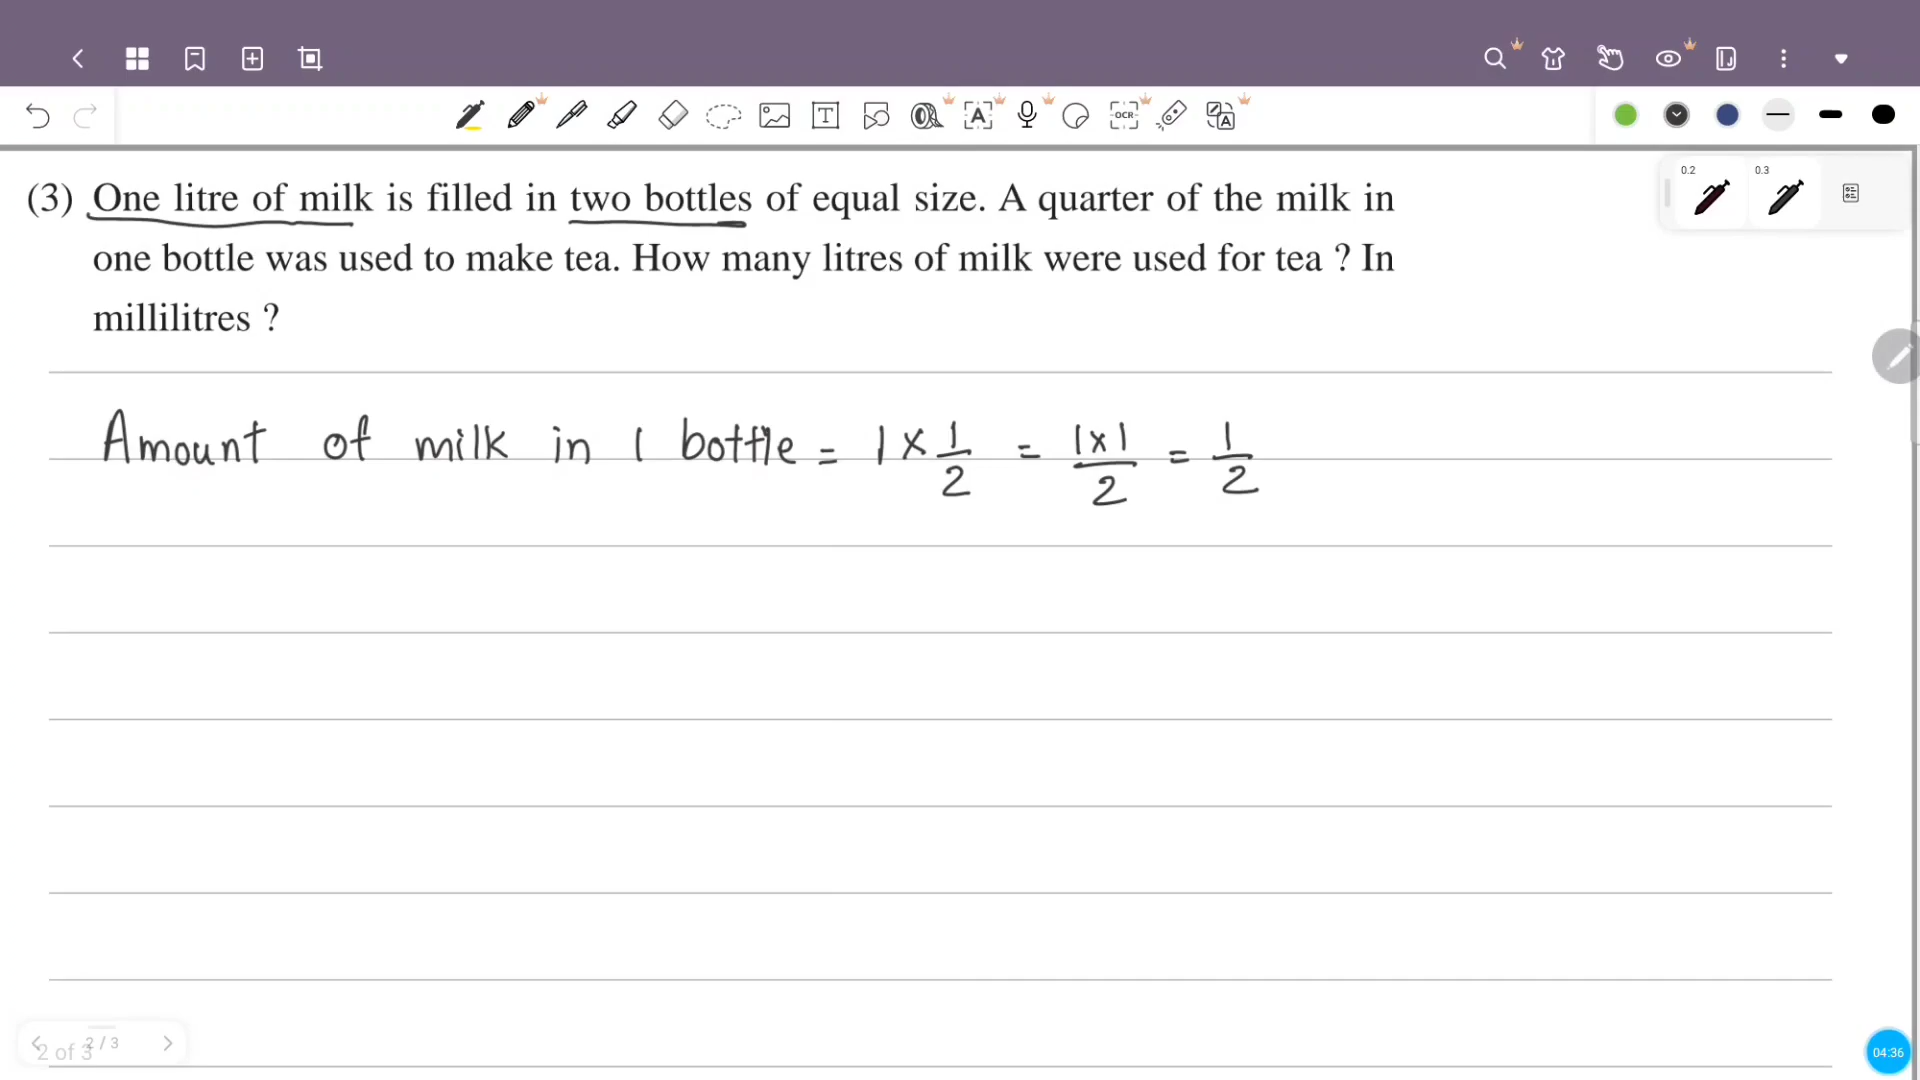 0.2 0.3
(3) One litre of milk is filled in two bottles of equal size. A quarter of the milk in
one bottle was used to make tea. How many litres of milk were used for tea ? In
millilitres ?
Amount of milk in 1 bottle = 1 × 1/2 = 1×1/2 = 1/2
2 / 3
2 of 3
04:36